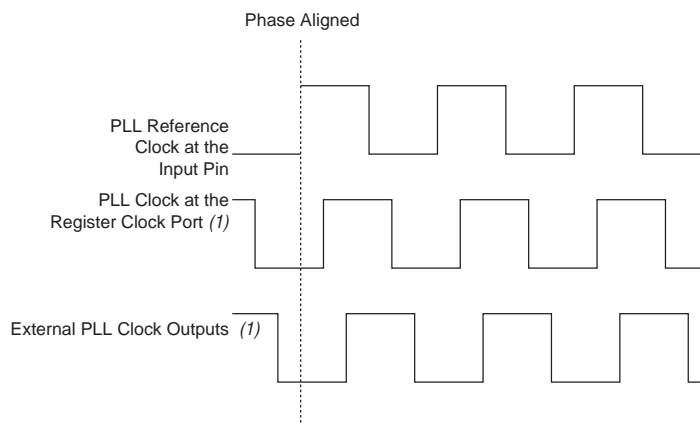 Phase Aligned
PLL Reference
Clock at the
Input Pin
PLL Clock at the
Register Clock Port (1)
External PLL Clock Outputs (1)